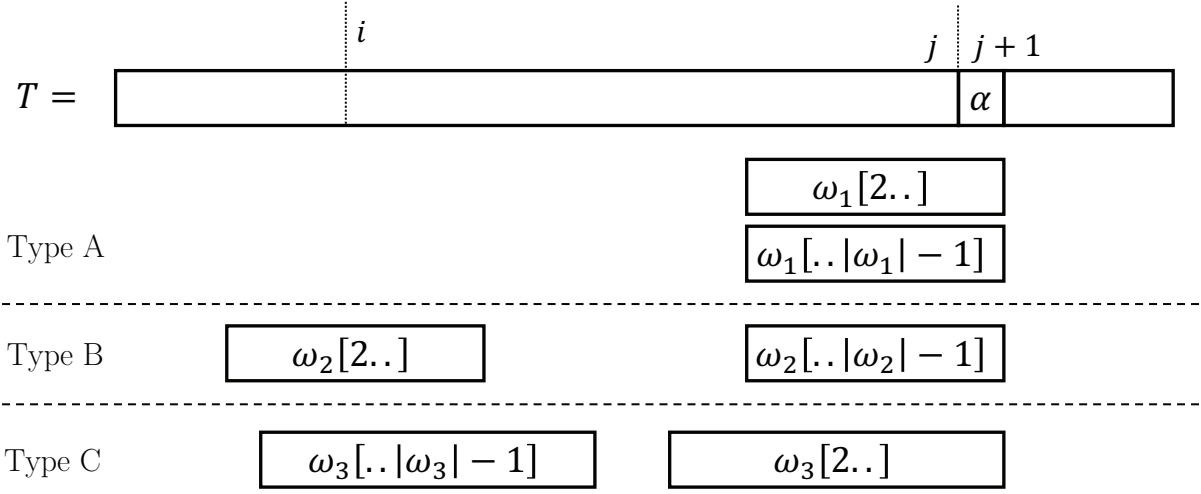 i
j j + 1
T = α
ω₁[2..]
Type A
ω₁[..|ω₁| − 1]
Type B ω₂[2..] ω₂[..|ω₂| − 1]
Type C ω₃[..|ω₃| − 1] ω₃[2..]